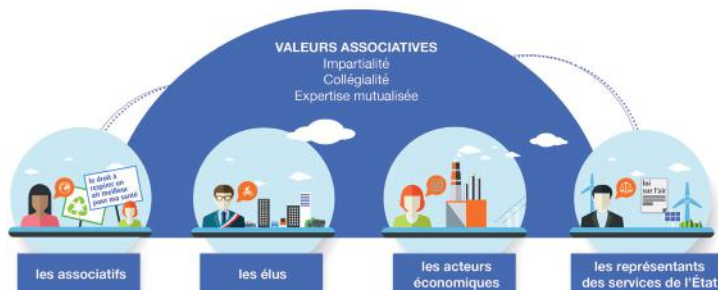 VALEURS ASSOCIATIVES
Impartialité
Collégialité
Expertise mutualisée
le droit à
respirer un
air meilleur
pour ma santé
loi
sur l'air
les associatifs
les élus
les acteurs
économiques
les représentants
des services de l'État